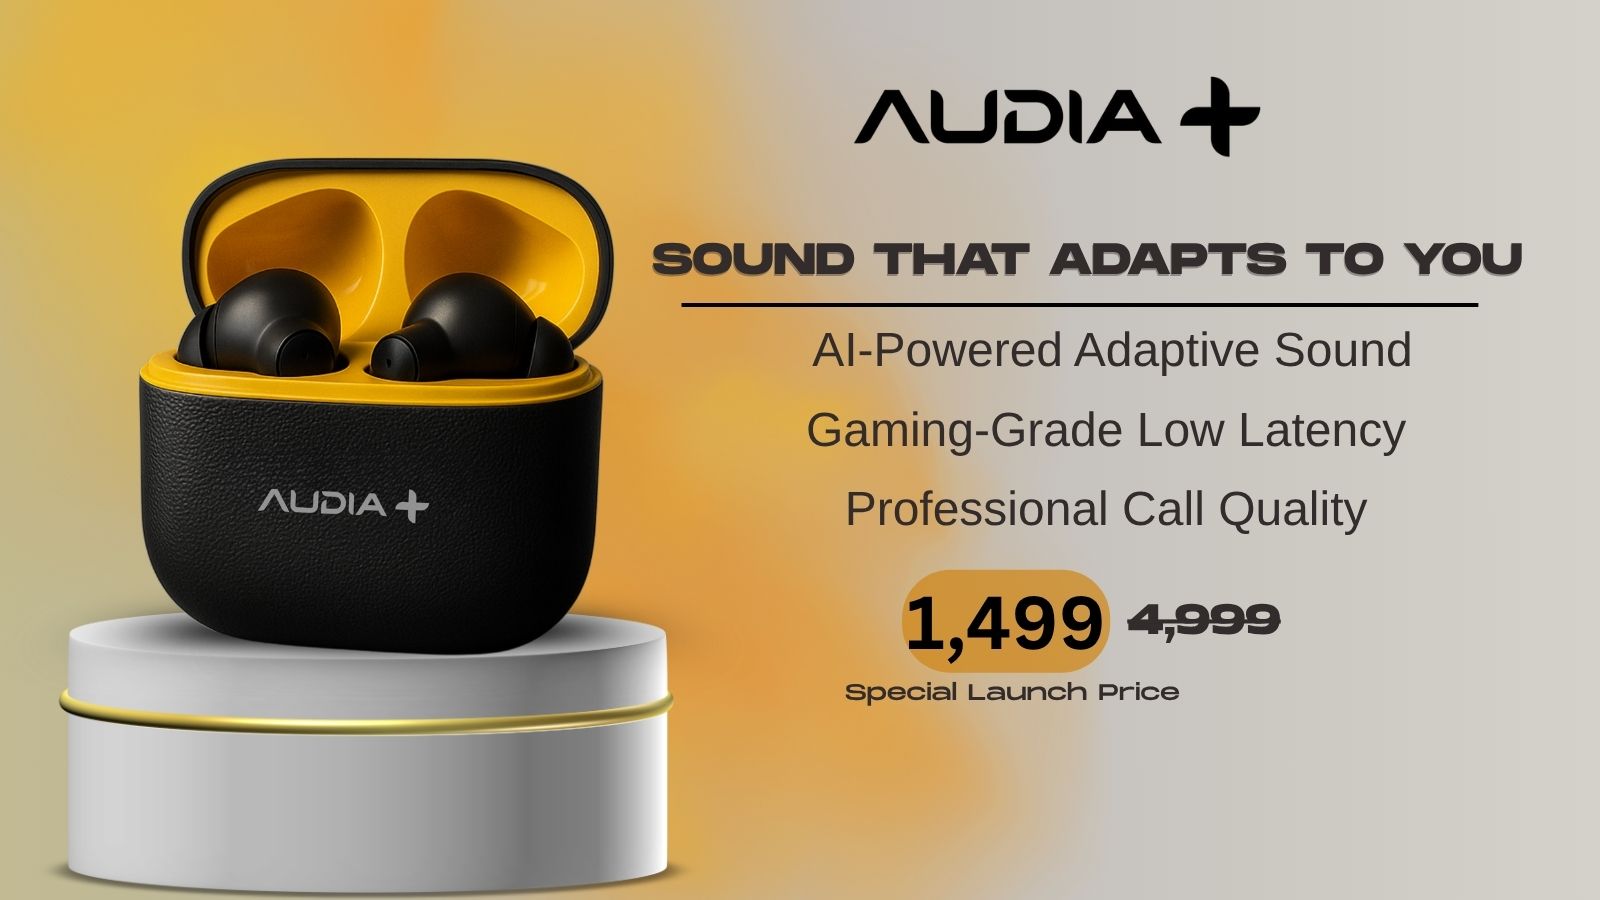 AUDIA +
SOUND THAT ADAPTS TO YOU
AI-Powered Adaptive Sound
Gaming-Grade Low Latency
Professional Call Quality
1,499 4,999
Special Launch Price
AUDIA +